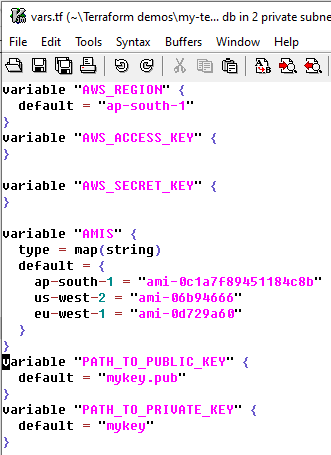 vars.tf (~\Terraform demos\my-te... db in 2 private subne
File Edit Tools Syntax Buffers Window Help
variable "AWS_REGION" {
  default = "ap-south-1"
}
variable "AWS_ACCESS_KEY" {
}
variable "AWS_SECRET_KEY" {
}
variable "AMIS" {
  type = map(string)
  default = {
    ap-south-1 = "ami-0c1a7f89451184c8b"
    us-west-2 = "ami-06b94666"
    eu-west-1 = "ami-0d729a60"
  }
}
variable "PATH_TO_PUBLIC_KEY" {
  default = "mykey.pub"
}
variable "PATH_TO_PRIVATE_KEY" {
  default = "mykey"
}